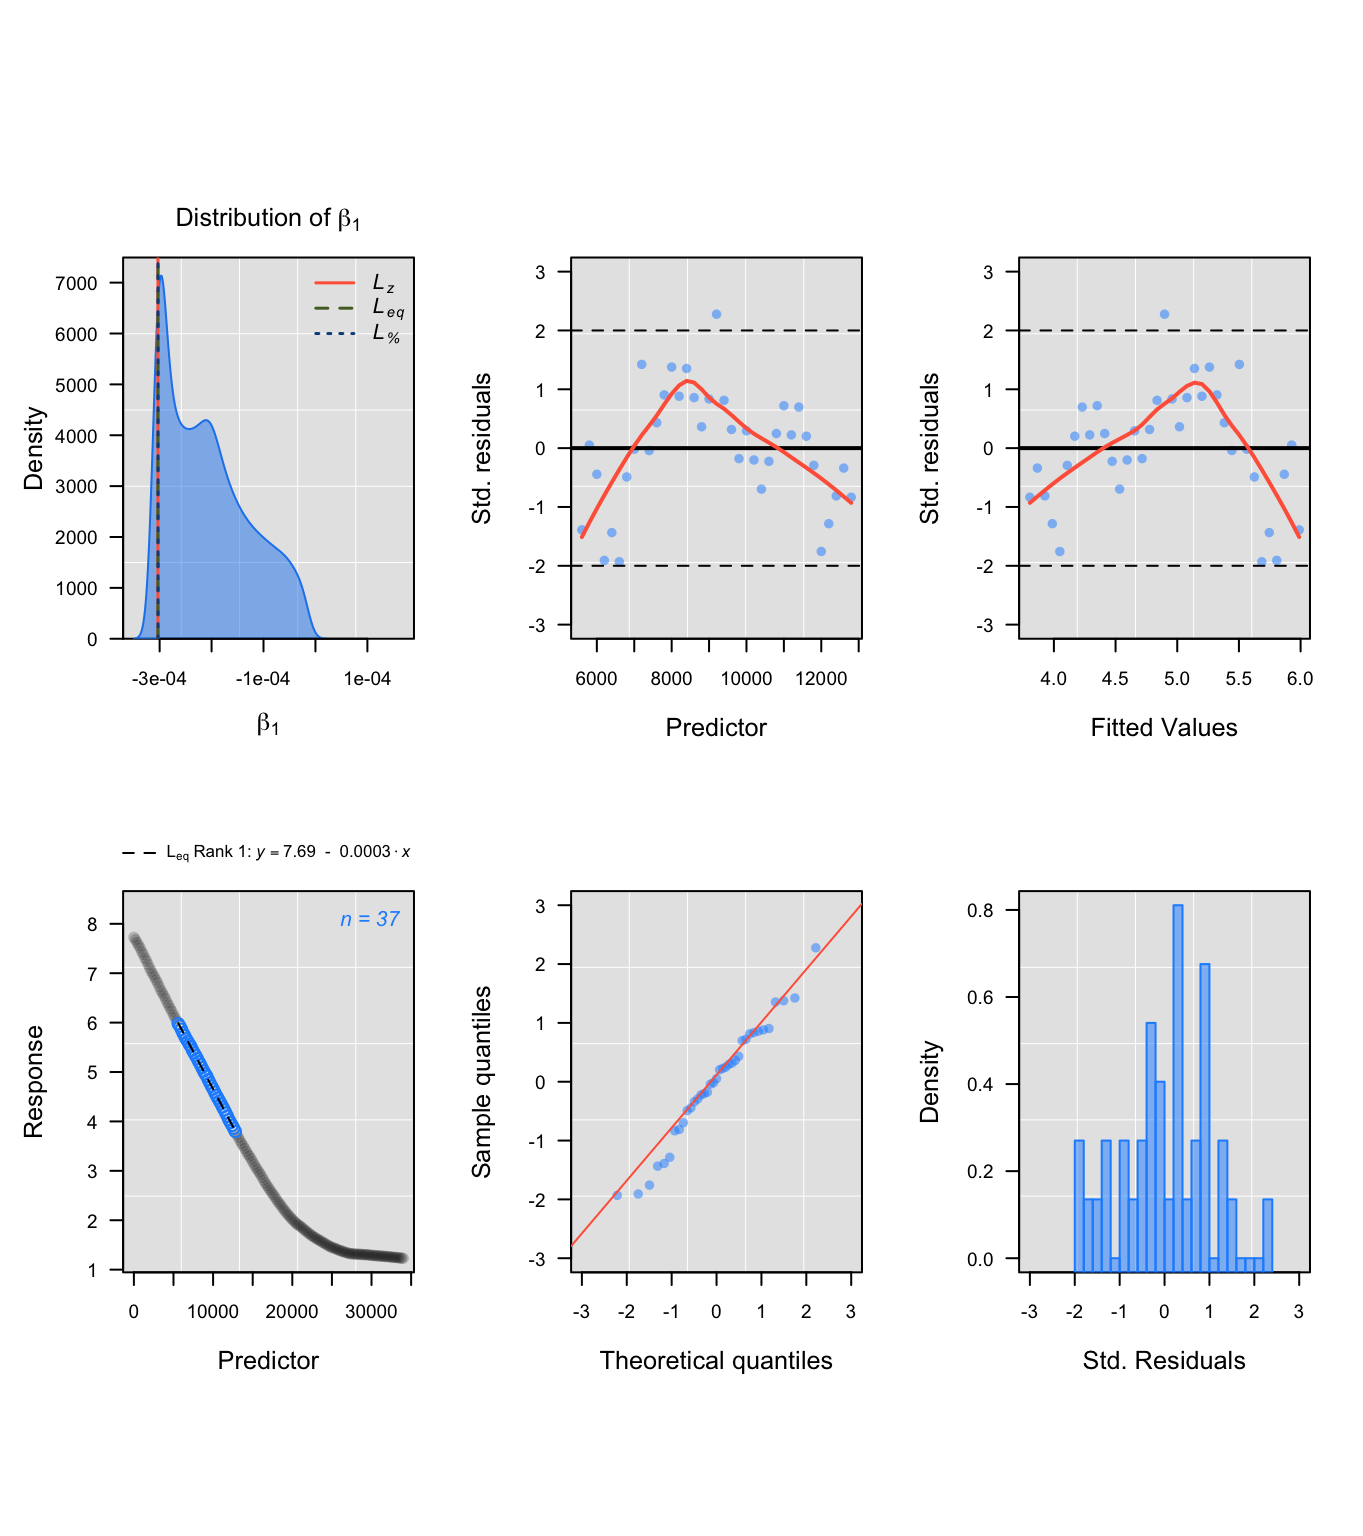 Distribution of β1
Density
7000
6000
5000
4000
3000
2000
1000
0
Lz
Leq
L%
-3e-04 -1e-04 1e-04
β1
Std. residuals
3
2
1
0
-1
-2
-3
6000 8000 10000 12000
Predictor
Std. residuals
3
2
1
0
-1
-2
-3
4.0 4.5 5.0 5.5 6.0
Fitted Values
Leq Rank 1: y = 7.69 - 0.0003 · x
n = 37
Response
8
7
6
5
4
3
2
1
0 10000 20000 30000
Predictor
Sample quantiles
3
2
1
0
-1
-2
-3
-3 -2 -1 0 1 2 3
Theoretical quantiles
Density
0.8
0.6
0.4
0.2
0.0
-3 -2 -1 0 1 2 3
Std. Residuals